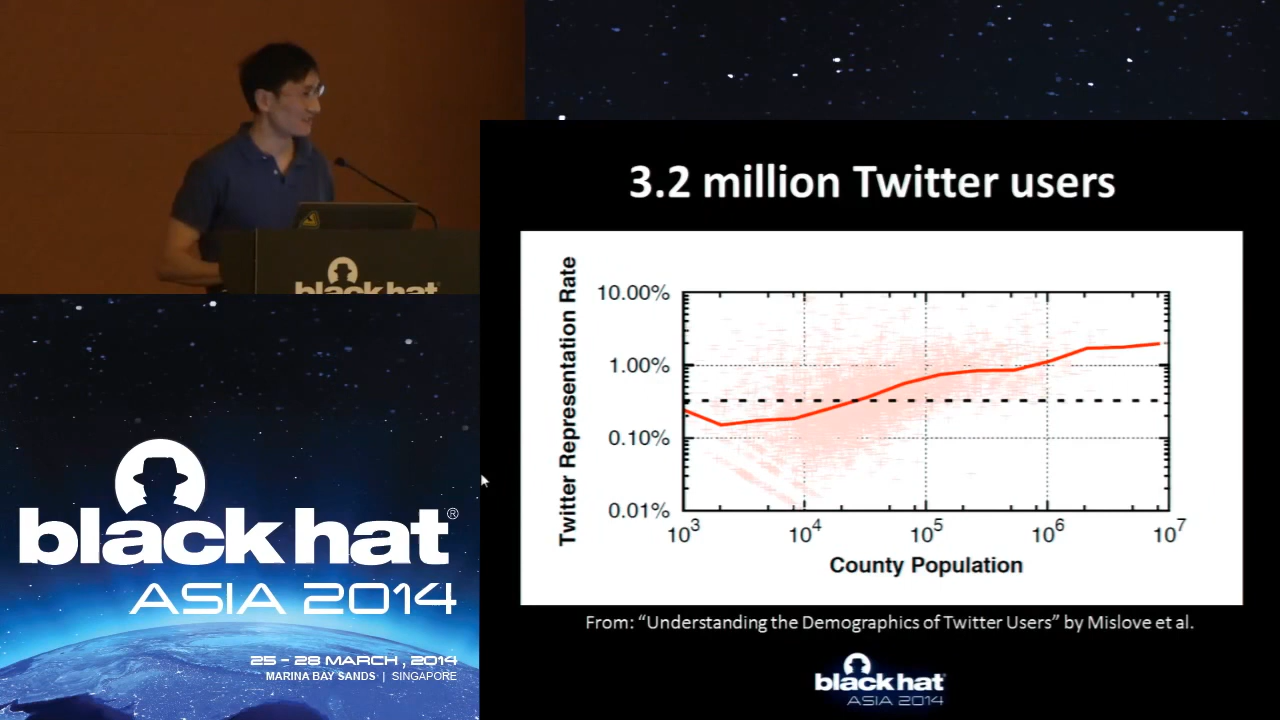 black hat
3.2 million Twitter users
Twitter Representation Rate
10.00%
1.00%
0.10%
0.01%
10³
10⁴
10⁵
10⁶
10⁷
County Population
From: “Understanding the Demographics of Twitter Users” by Mislove et al.
black hat
ASIA 2014
black hat®
ASIA 2014
25 – 28 MARCH, 2014
MARINA BAY SANDS | SINGAPORE